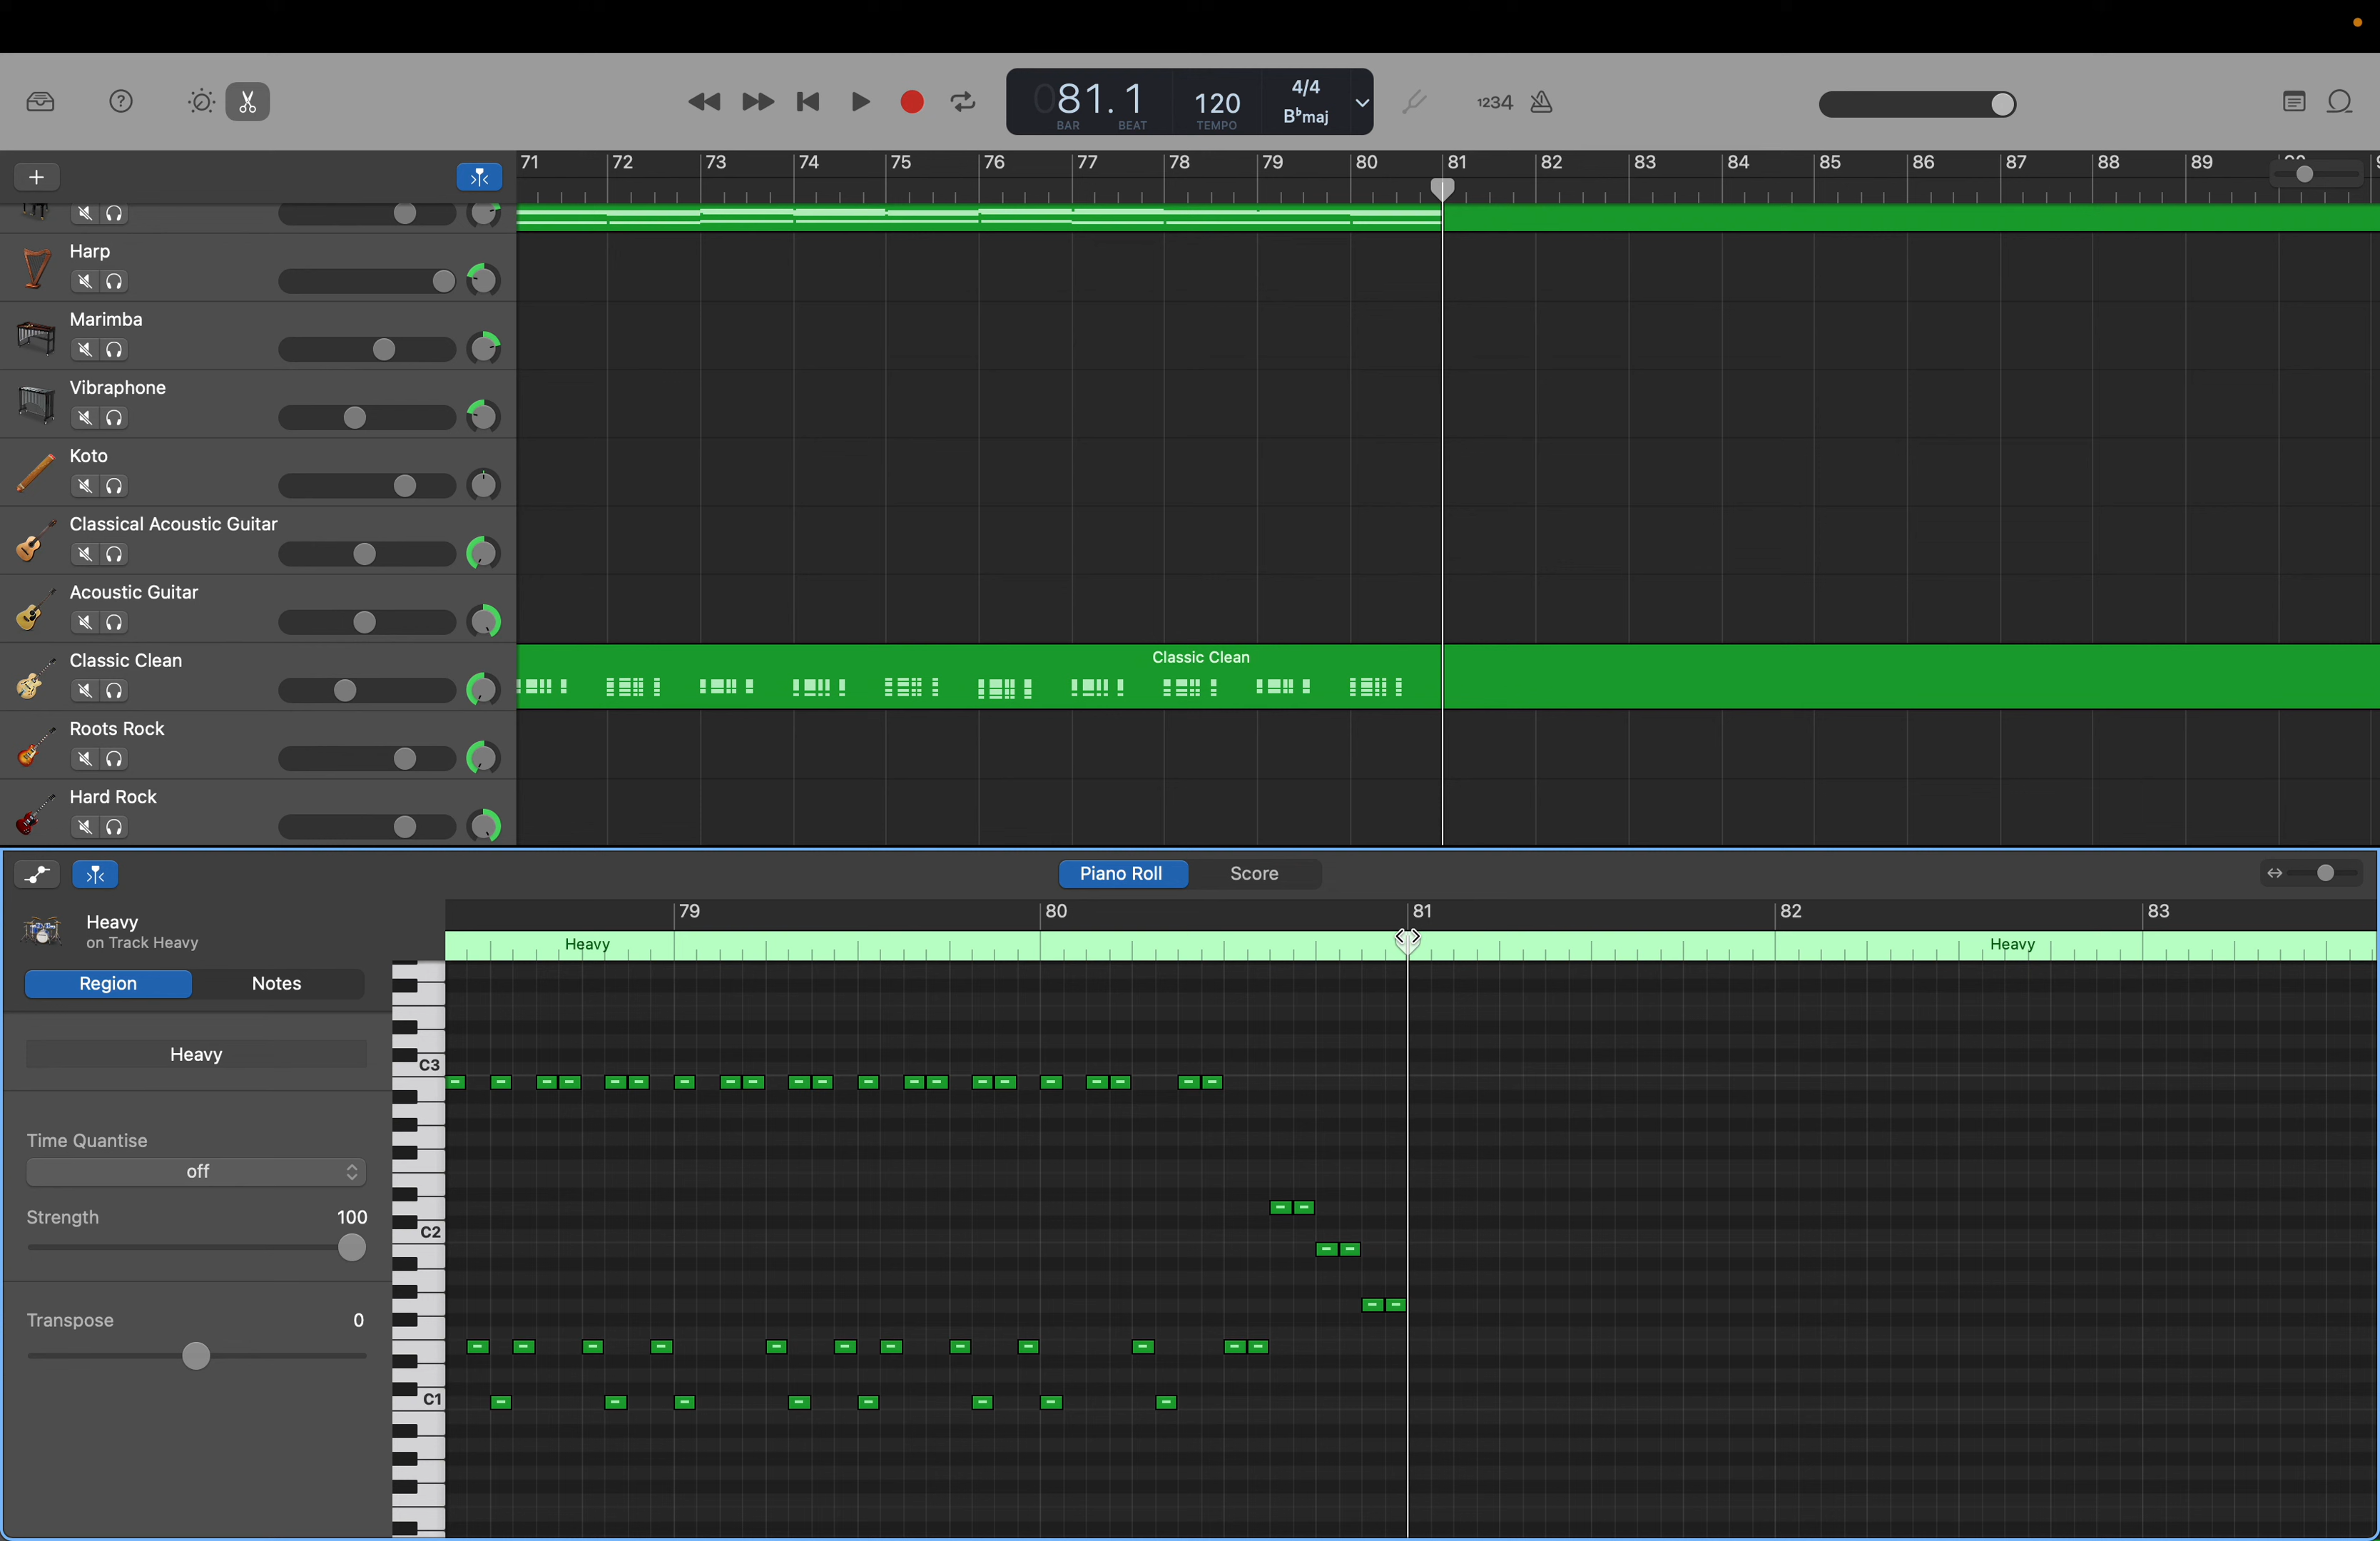 081.1
BAR BEAT
120
TEMPO
4/4
B♭maj
1234
71 72 73 74 75 76 77 78 79 80 81 82 83 84 85 86 87 88 89
Harp
Marimba
Vibraphone
Koto
Classical Acoustic Guitar
Acoustic Guitar
Classic Clean
Classic Clean
Roots Rock
Hard Rock
Piano Roll Score
79 80 81 82 83
Heavy
on Track Heavy
Heavy Heavy
Region Notes
Heavy
Time Quantise
off
Strength 100
Transpose 0
C3
C2
C1